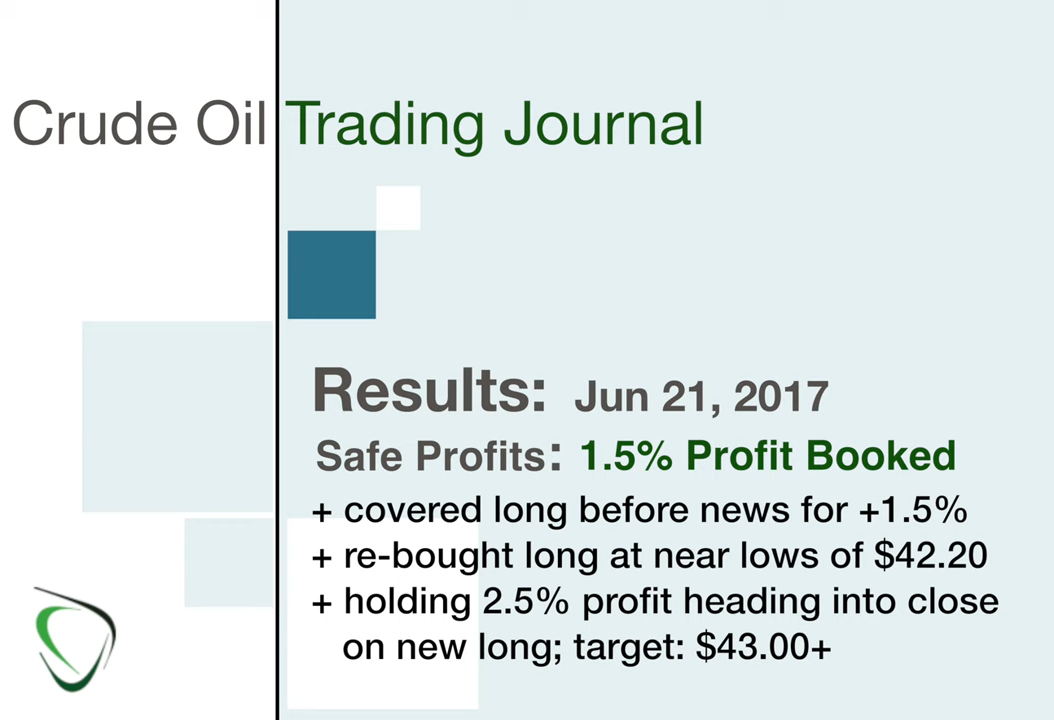 Crude Oil Trading Journal
Results: Jun 21, 2017
Safe Profits: 1.5% Profit Booked
+ covered long before news for +1.5%
+ re-bought long at near lows of $42.20
+ holding 2.5% profit heading into close
on new long; target: $43.00+